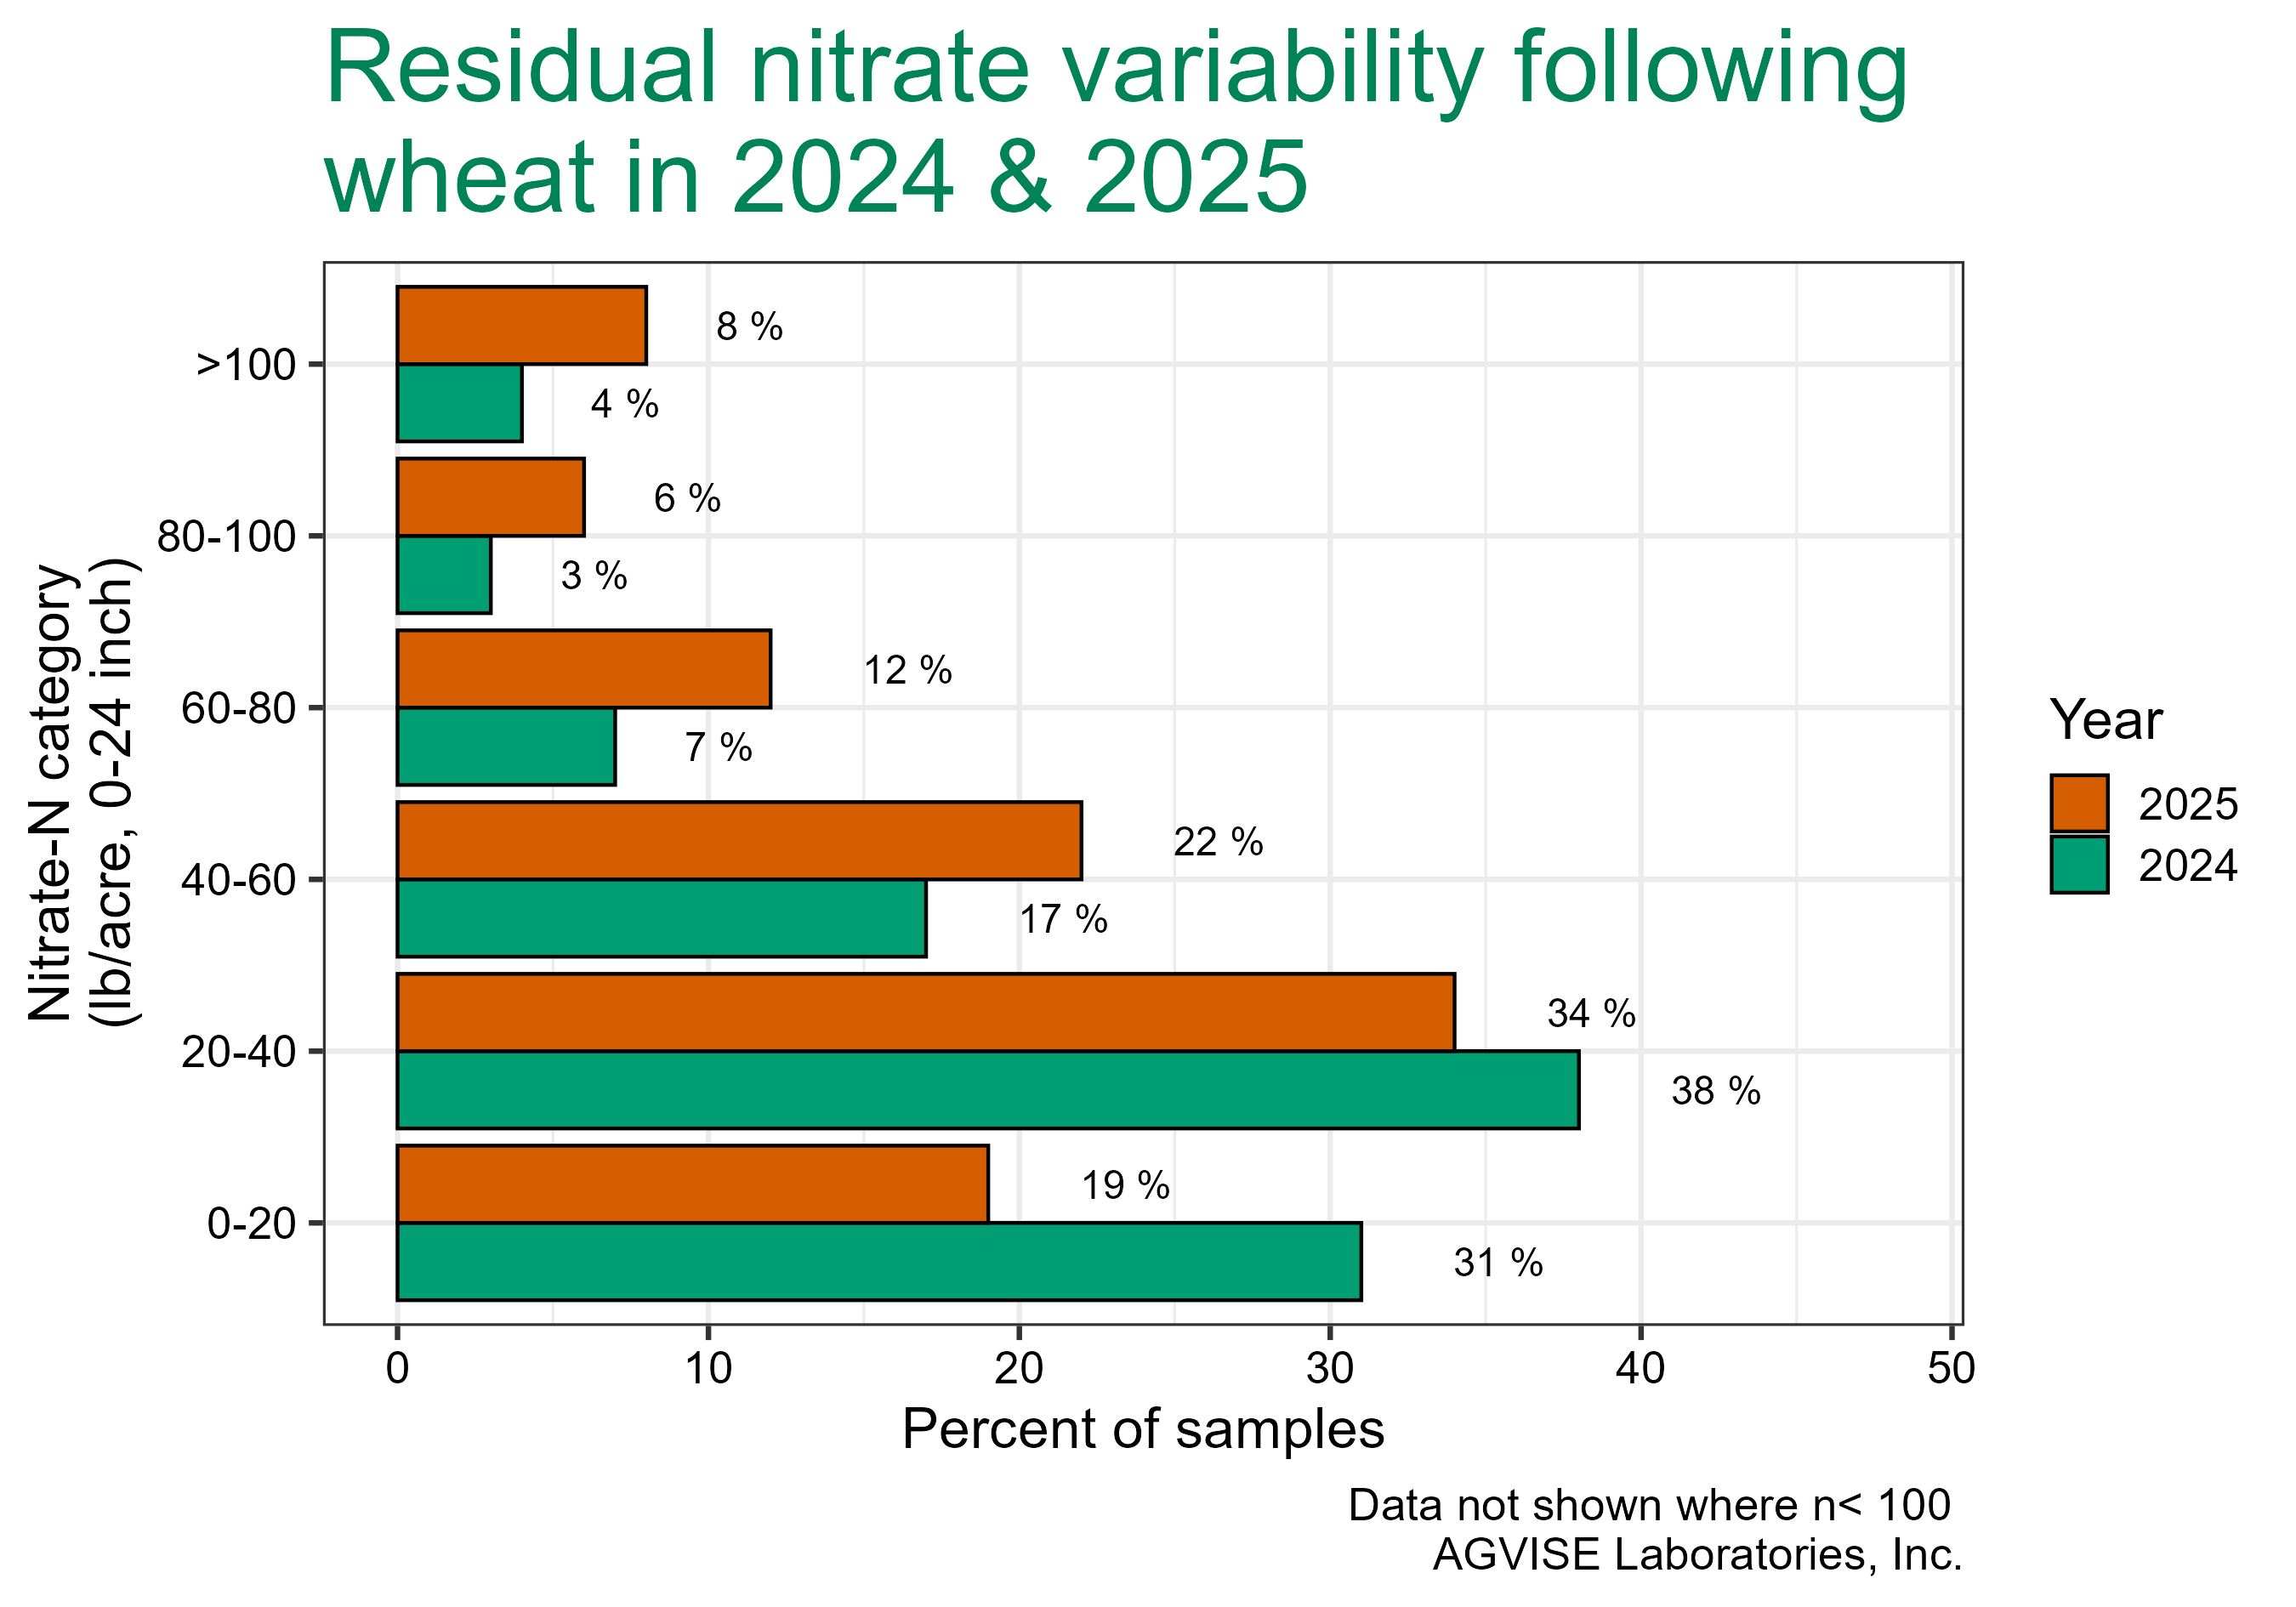 Residual nitrate variability following
wheat in 2024 & 2025
Nitrate-N category
(lb/acre, 0-24 inch)
>100
8 %
4 %
80-100
6 %
3 %
60-80
12 %
7 %
40-60
22 %
17 %
20-40
34 %
38 %
0-20
19 %
31 %
0 10 20 30 40 50
Percent of samples
Year
2025
2024
Data not shown where n< 100
AGVISE Laboratories, Inc.